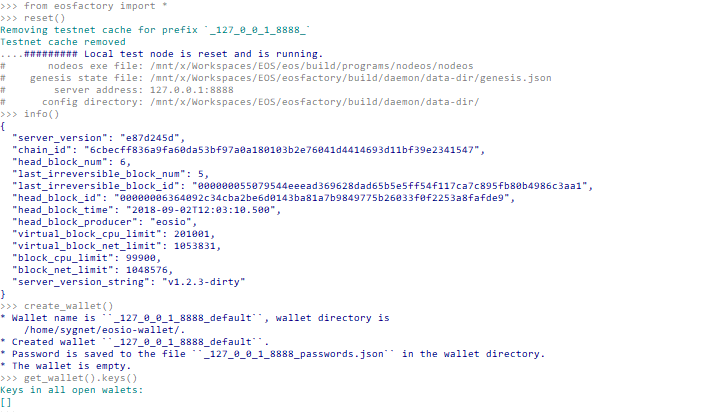 >>> from eosfactory import *
>>> reset()
Removing testnet cache for prefix `_127_0_0_1_8888_`
Testnet cache removed
....######### Local test node is reset and is running.
#       nodeos exe file: /mnt/x/Workspaces/EOS/eos/build/programs/nodeos/nodeos
#    genesis state file: /mnt/x/Workspaces/EOS/eosfactory/build/daemon/data-dir/genesis.json
#        server address: 127.0.0.1:8888
#      config directory: /mnt/x/Workspaces/EOS/eosfactory/build/daemon/data-dir/
>>> info()
{
  "server_version": "e87d245d",
  "chain_id": "6cbecff836a9fa60da53bf97a0a180103b2e76041d4414693d11bf39e2341547",
  "head_block_num": 6,
  "last_irreversible_block_num": 5,
  "last_irreversible_block_id": "000000055079544eeead369628dad65b5e5ff54f117ca7c895fb80b4986c3aa1",
  "head_block_id": "00000006364092c34cba2be6d0143ba81a7b9849775b26033f0f2253a8fafde9",
  "head_block_time": "2018-09-02T12:03:10.500",
  "head_block_producer": "eosio",
  "virtual_block_cpu_limit": 201001,
  "virtual_block_net_limit": 1053831,
  "block_cpu_limit": 99900,
  "block_net_limit": 1048576,
  "server_version_string": "v1.2.3-dirty"
}
>>> create_wallet()
* Wallet name is ``_127_0_0_1_8888_default``, wallet directory is
    /home/sygnet/eosio-wallet/.
* Created wallet ``_127_0_0_1_8888_default``.
* Password is saved to the file ``_127_0_0_1_8888_passwords.json`` in the wallet directory.
* The wallet is empty.
>>> get_wallet().keys()
Keys in all open walets:
[]